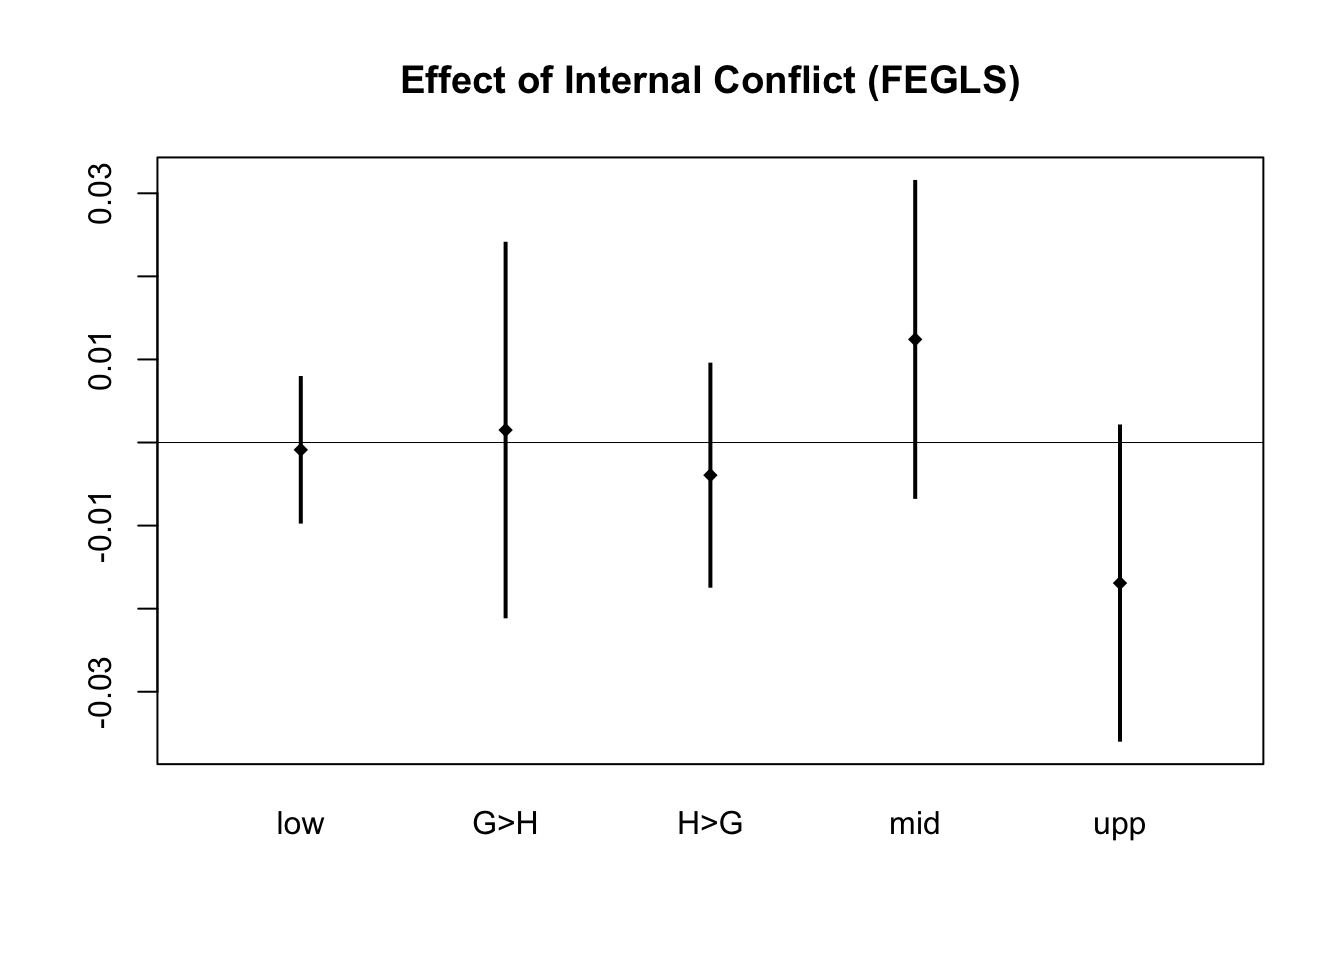 Effect of Internal Conflict (FEGLS)
0.03
0.01
-0.01
-0.03
low G>H H>G mid upp